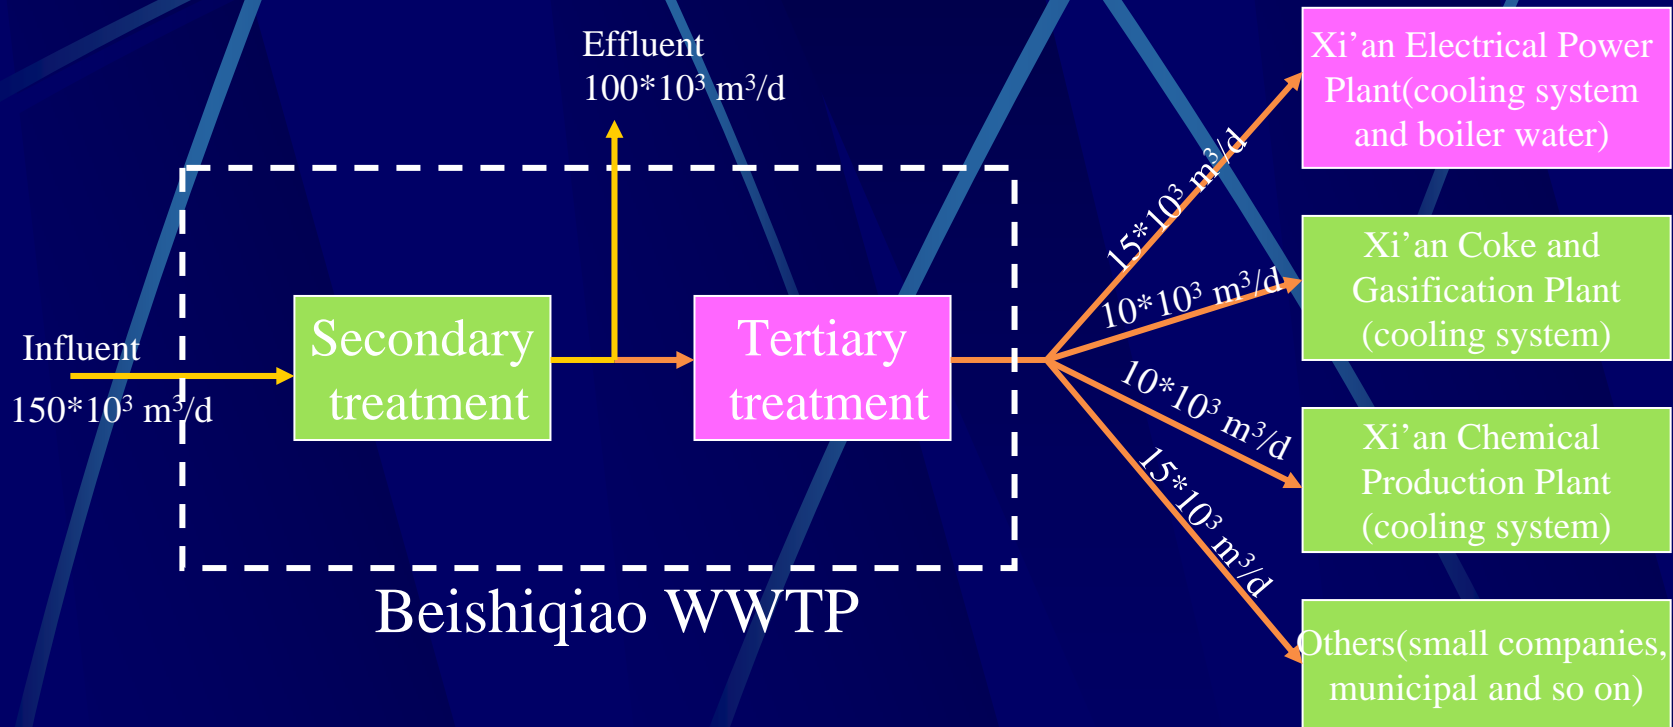 Effluent
100*10³ m³/d
Influent
150*10³ m³/d
Secondary
treatment
Tertiary
treatment
Beishiqiao WWTP
15*10³ m³/d
10*10³ m³/d
10*10³ m³/d
15*10³ m³/d
Xi’an Electrical Power
Plant(cooling system
and boiler water)
Xi’an Coke and
Gasification Plant
(cooling system)
Xi’an Chemical
Production Plant
(cooling system)
Others(small companies,
municipal and so on)